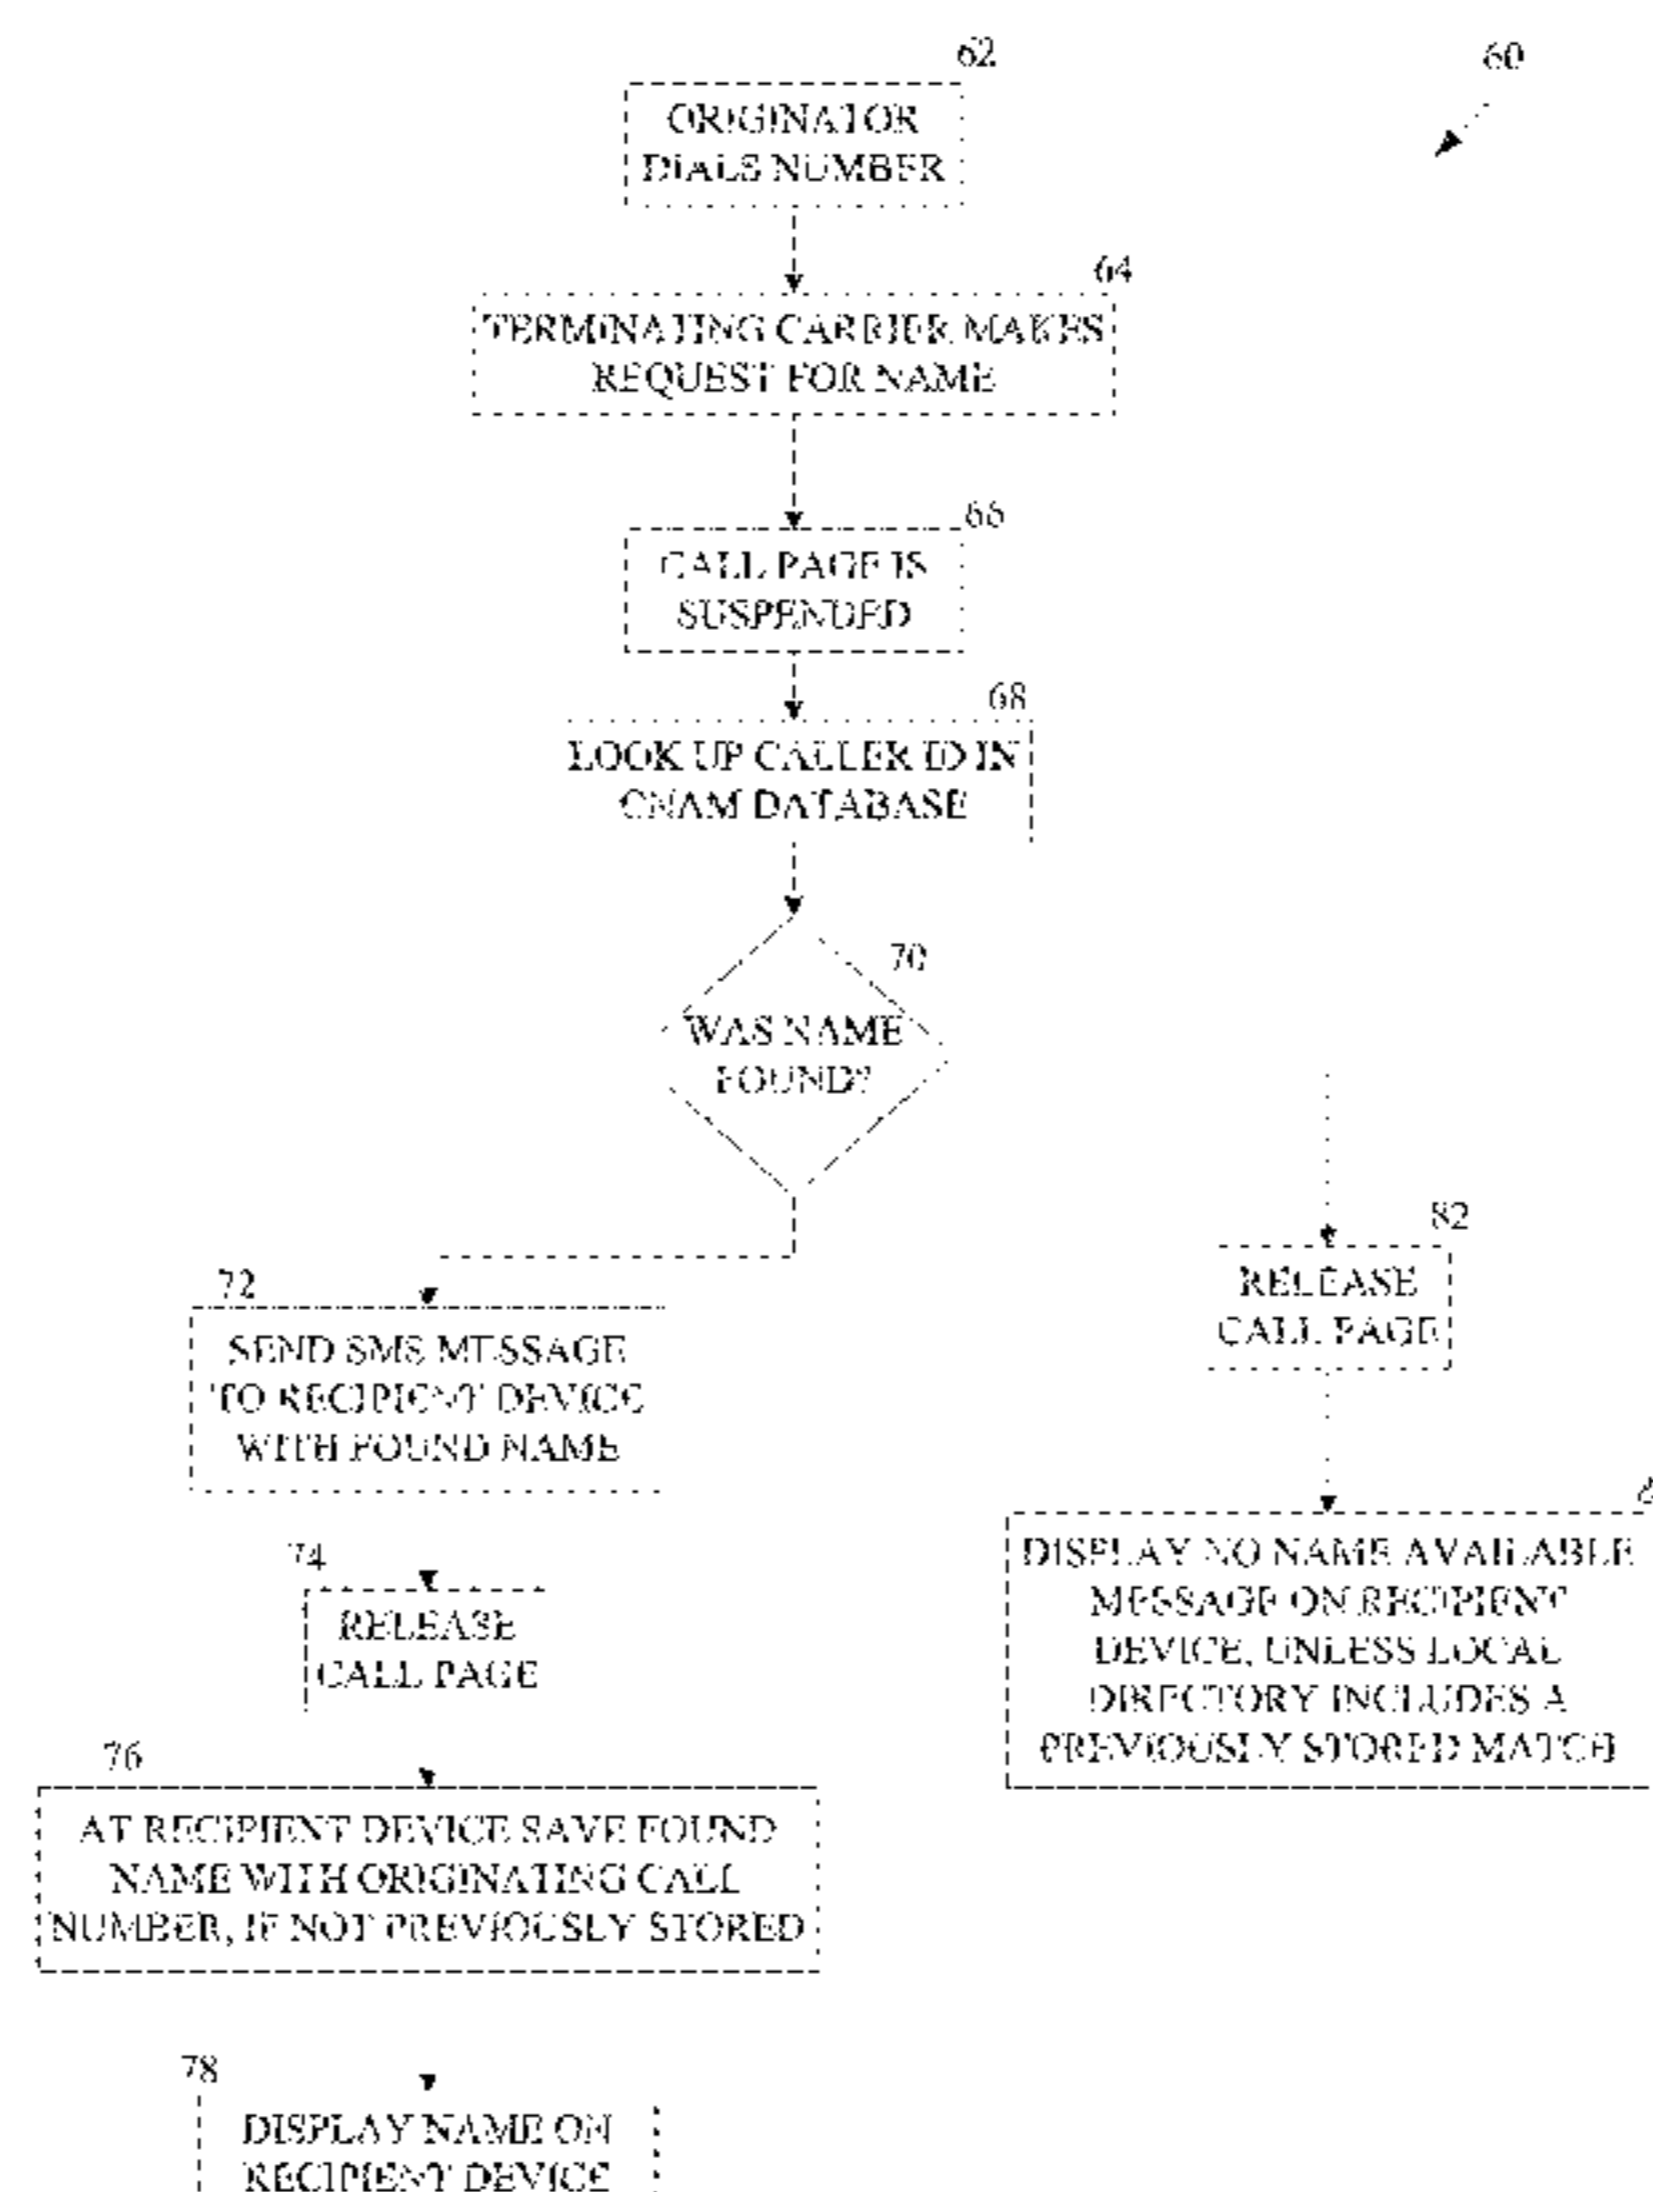 62
60
ORIGINATOR
DIALS NUMBER
64
TERMINATING CARRIER MAKES
REQUEST FOR NAME
66
CALL PAGE IS
SUSPENDED
68
LOOK UP CALLER ID IN
CNAM DATABASE
70
WAS NAME
FOUND?
72
SEND SMS MESSAGE
TO RECIPIENT DEVICE
WITH FOUND NAME
74
RELEASE
CALL PAGE
76
AT RECIPIENT DEVICE SAVE FOUND
NAME WITH ORIGINATING CALL
NUMBER, IF NOT PREVIOUSLY STORED
78
DISPLAY NAME ON
RECIPIENT DEVICE
82
RELEASE
CALL PAGE
DISPLAY NO NAME AVAILABLE
MESSAGE ON RECIPIENT
DEVICE, UNLESS LOCAL
DIRECTORY INCLUDES A
PREVIOUSLY STORED MATCH